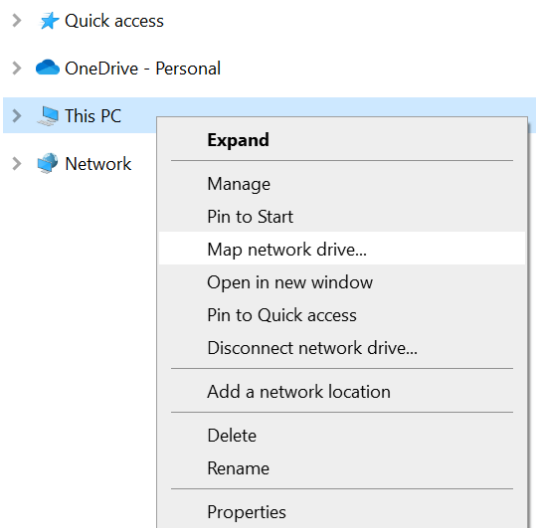 Quick access
OneDrive - Personal
This PC
Expand
Network
Manage
Pin to Start
Map network drive...
Open in new window
Pin to Quick access
Disconnect network drive...
Add a network location
Delete
Rename
Properties